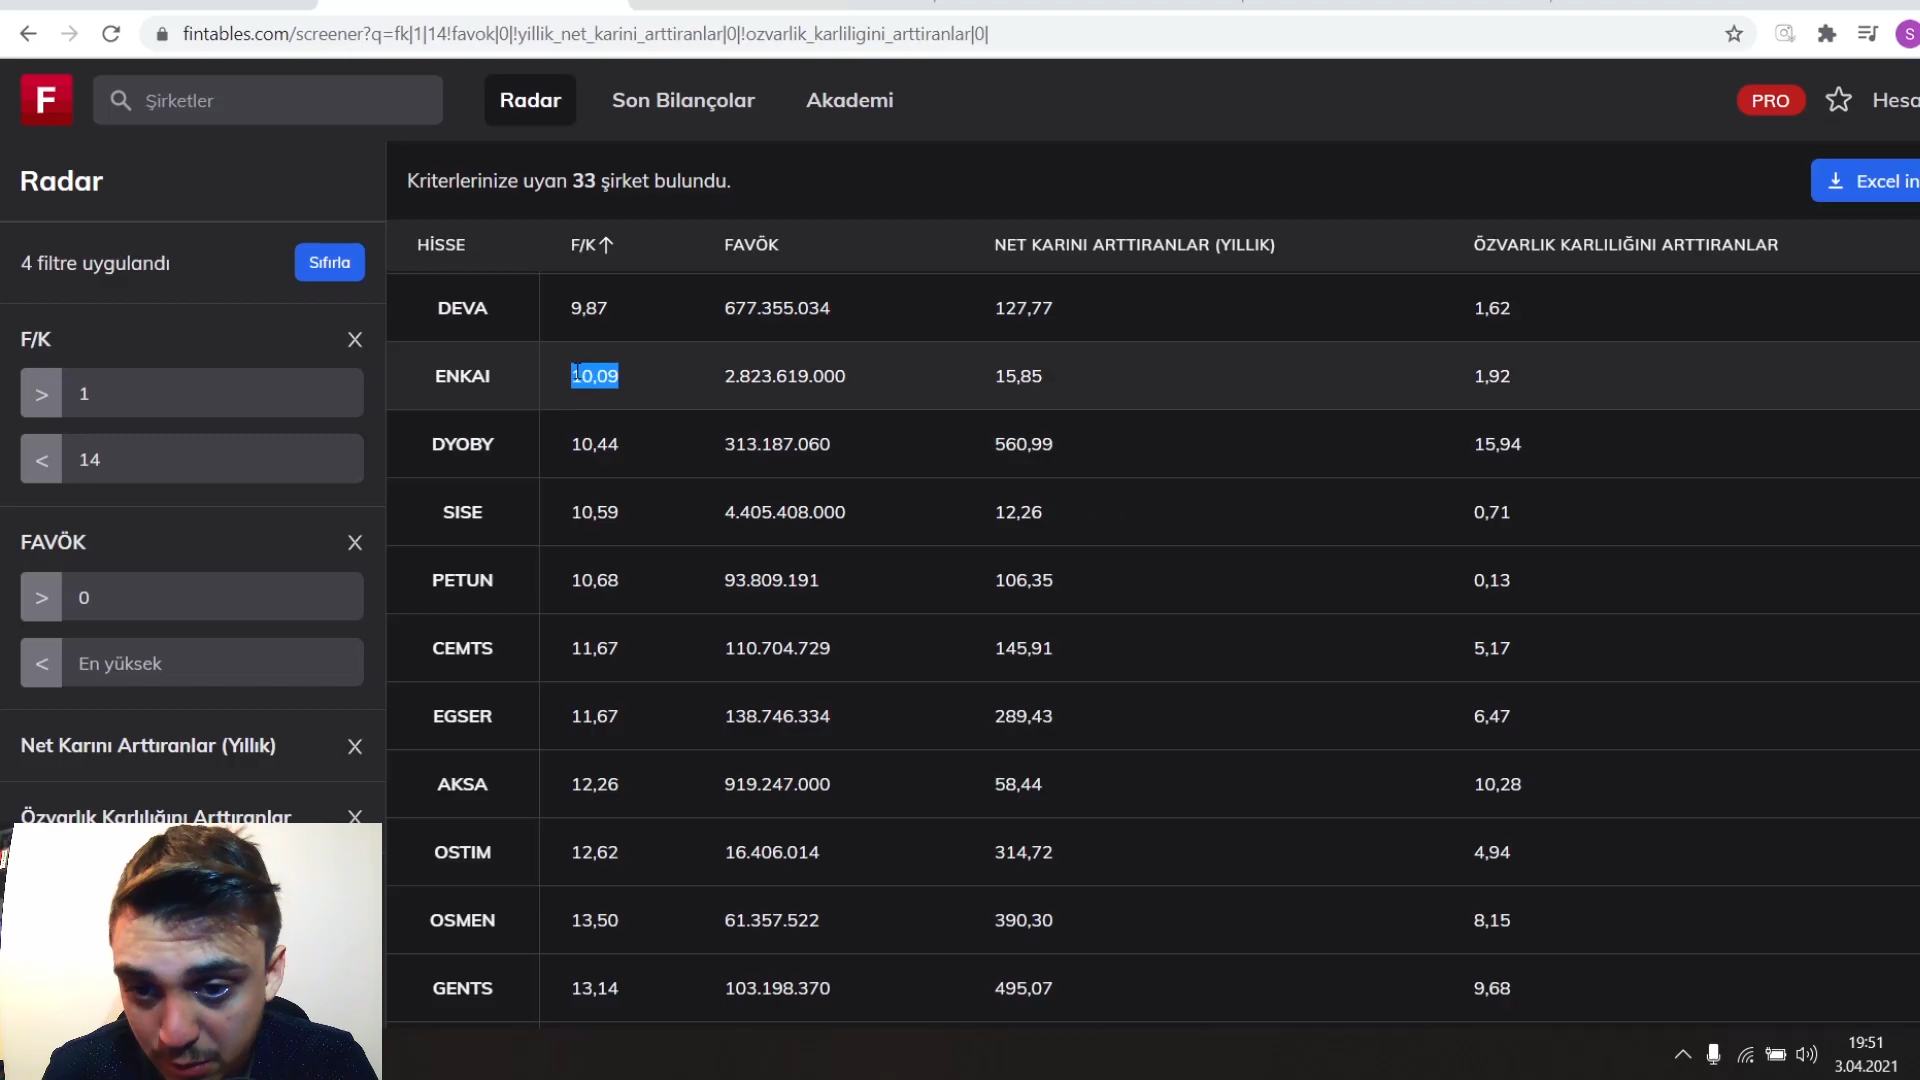 fintables.com/screener?q=fk|1|14!favok|0|!yillik_net_karini_arttiranlar|0|!ozvarlik_karliligini_arttiranlar|0|
S
F
Şirketler
Radar
Son Bilançolar
Akademi
PRO
Hesa
Radar
Kriterlerinize uyan 33 şirket bulundu.
Excel in
4 filtre uygulandı
Sıfırla
F/K X
> 1
< 14
FAVÖK X
> 0
< En yüksek
Net Karını Arttıranlar (Yıllık) X
Özvarlık Karlılığını Arttıranlar X
HİSSE F/K↑ FAVÖK NET KARINI ARTTIRANLAR (YILLIK) ÖZVARLIK KARLILIĞINI ARTTIRANLAR
DEVA 9,87 677.355.034 127,77 1,62
ENKAI 10,09 2.823.619.000 15,85 1,92
DYOBY 10,44 313.187.060 560,99 15,94
SISE 10,59 4.405.408.000 12,26 0,71
PETUN 10,68 93.809.191 106,35 0,13
CEMTS 11,67 110.704.729 145,91 5,17
EGSER 11,67 138.746.334 289,43 6,47
AKSA 12,26 919.247.000 58,44 10,28
OSTIM 12,62 16.406.014 314,72 4,94
OSMEN 13,50 61.357.522 390,30 8,15
GENTS 13,14 103.198.370 495,07 9,68
19:51
3.04.2021